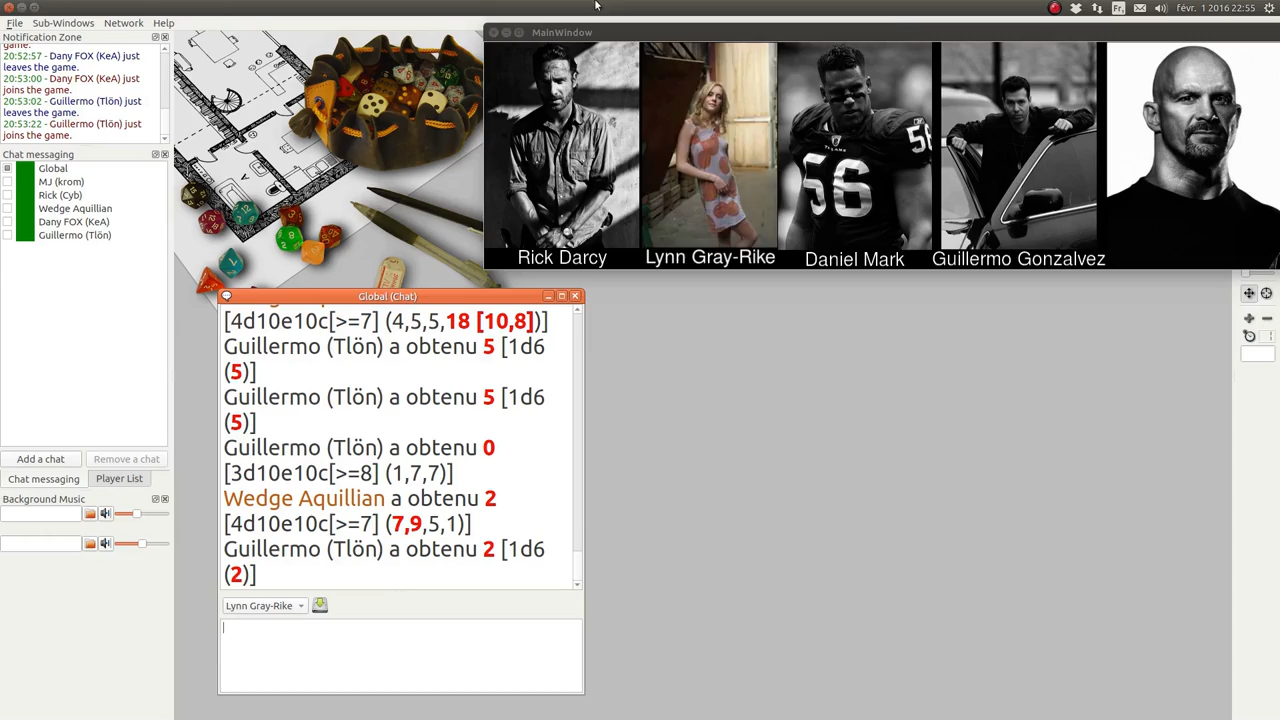 File Sub-Windows Network Help
Fr, févr. 1 2016 22:55
Notification Zone
game.
20:52:57 - Dany FOX (KeA) just
leaves the game.
20:53:00 - Dany FOX (KeA) just
joins the game.
20:53:02 - Guillermo (Tlön) just
leaves the game.
20:53:22 - Guillermo (Tlön) just
joins the game.
Chat messaging
Global
MJ (krom)
Rick (Cyb)
Wedge Aquillian
Dany FOX (KeA)
Guillermo (Tlön)
Add a chat Remove a chat
Chat messaging Player List
Background Music
MainWindow
56
56
Rick Darcy Lynn Gray-Rike Daniel Mark Guillermo Gonzalvez
Global (Chat)
[4d10e10c[>=7] (4,5,5,18 [10,8])]
Guillermo (Tlön) a obtenu 5 [1d6
(5)]
Guillermo (Tlön) a obtenu 5 [1d6
(5)]
Guillermo (Tlön) a obtenu 0
[3d10e10c[>=8] (1,7,7)]
Wedge Aquillian a obtenu 2
[4d10e10c[>=7] (7,9,5,1)]
Guillermo (Tlön) a obtenu 2 [1d6
(2)]
Lynn Gray-Rike
1